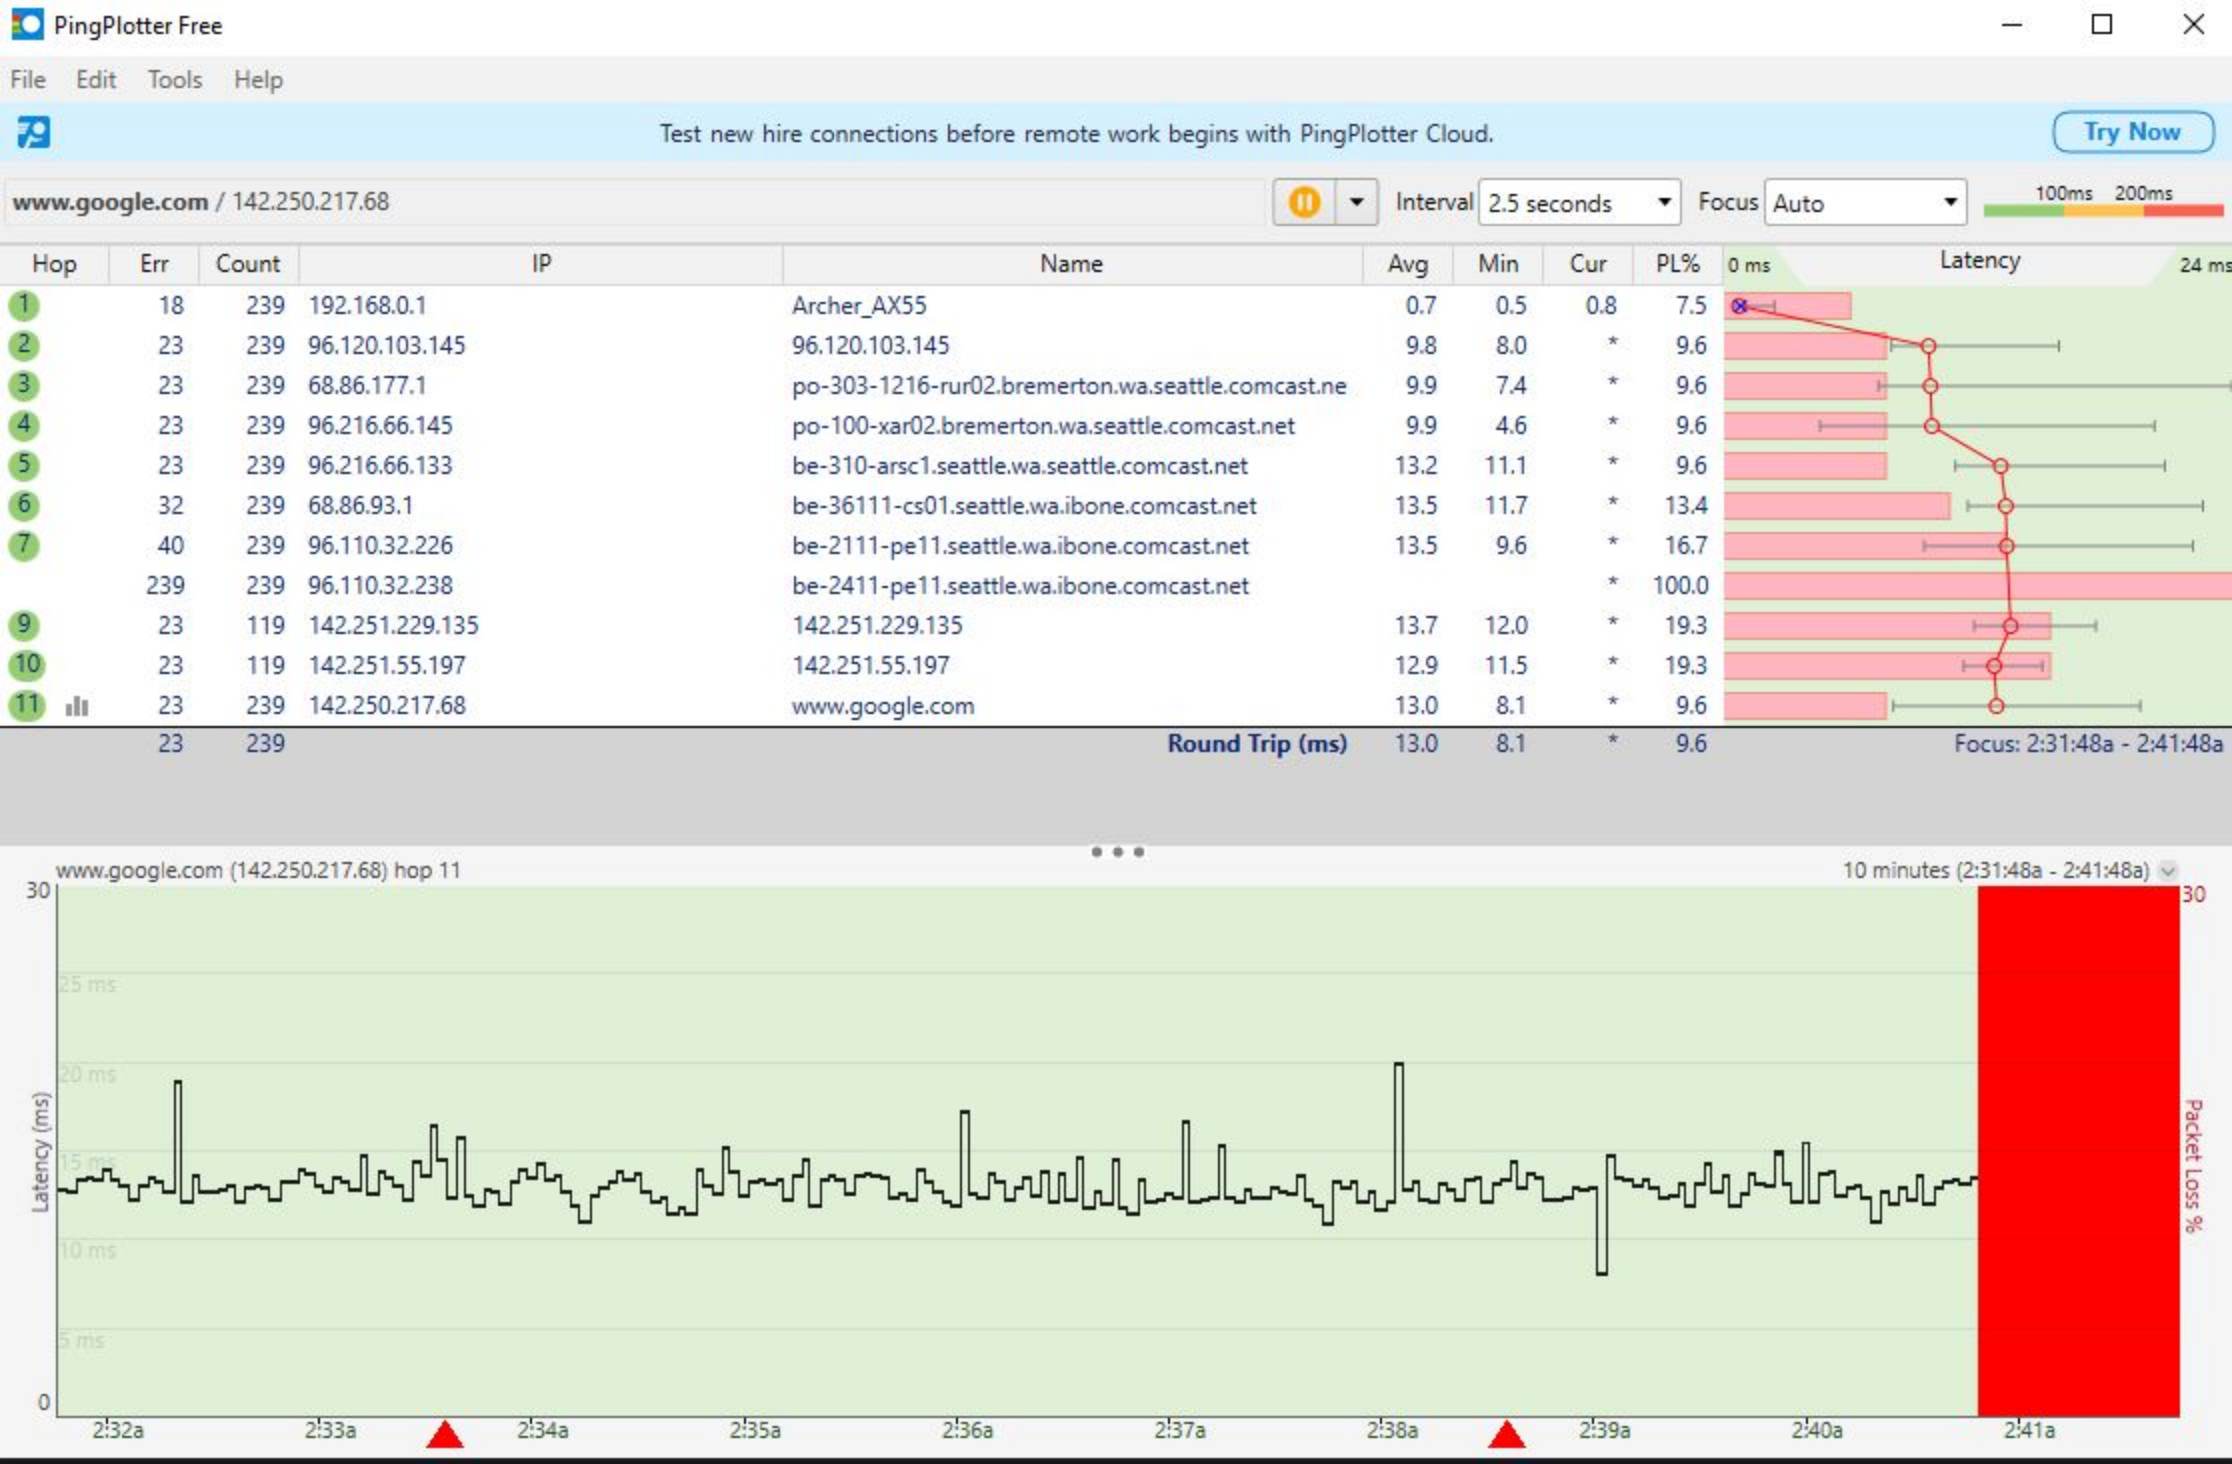 PingPlotter Free
File Edit Tools Help
Test new hire connections before remote work begins with PingPlotter Cloud. Try Now
www.google.com / 142.250.217.68 Interval 2.5 seconds Focus Auto 100ms 200ms
Hop Err Count IP Name Avg Min Cur PL% 0 ms Latency 24 ms
1 18 239 192.168.0.1 Archer_AX55 0.7 0.5 0.8 7.5
2 23 239 96.120.103.145 96.120.103.145 9.8 8.0 * 9.6
3 23 239 68.86.177.1 po-303-1216-rur02.bremerton.wa.seattle.comcast.ne 9.9 7.4 * 9.6
4 23 239 96.216.66.145 po-100-xar02.bremerton.wa.seattle.comcast.net 9.9 4.6 * 9.6
5 23 239 96.216.66.133 be-310-arsc1.seattle.wa.seattle.comcast.net 13.2 11.1 * 9.6
6 32 239 68.86.93.1 be-36111-cs01.seattle.wa.ibone.comcast.net 13.5 11.7 * 13.4
7 40 239 96.110.32.226 be-2111-pe11.seattle.wa.ibone.comcast.net 13.5 9.6 * 16.7
239 239 96.110.32.238 be-2411-pe11.seattle.wa.ibone.comcast.net * 100.0
9 23 119 142.251.229.135 142.251.229.135 13.7 12.0 * 19.3
10 23 119 142.251.55.197 142.251.55.197 12.9 11.5 * 19.3
11 23 239 142.250.217.68 www.google.com 13.0 8.1 * 9.6
23 239 Round Trip (ms) 13.0 8.1 * 9.6 Focus: 2:31:48a - 2:41:48a
www.google.com (142.250.217.68) hop 11 10 minutes (2:31:48a - 2:41:48a)
30 30
25 ms
20 ms
15 ms
10 ms
5 ms
0
Latency (ms)
Packet Loss %
2:32a 2:33a 2:34a 2:35a 2:36a 2:37a 2:38a 2:39a 2:40a 2:41a